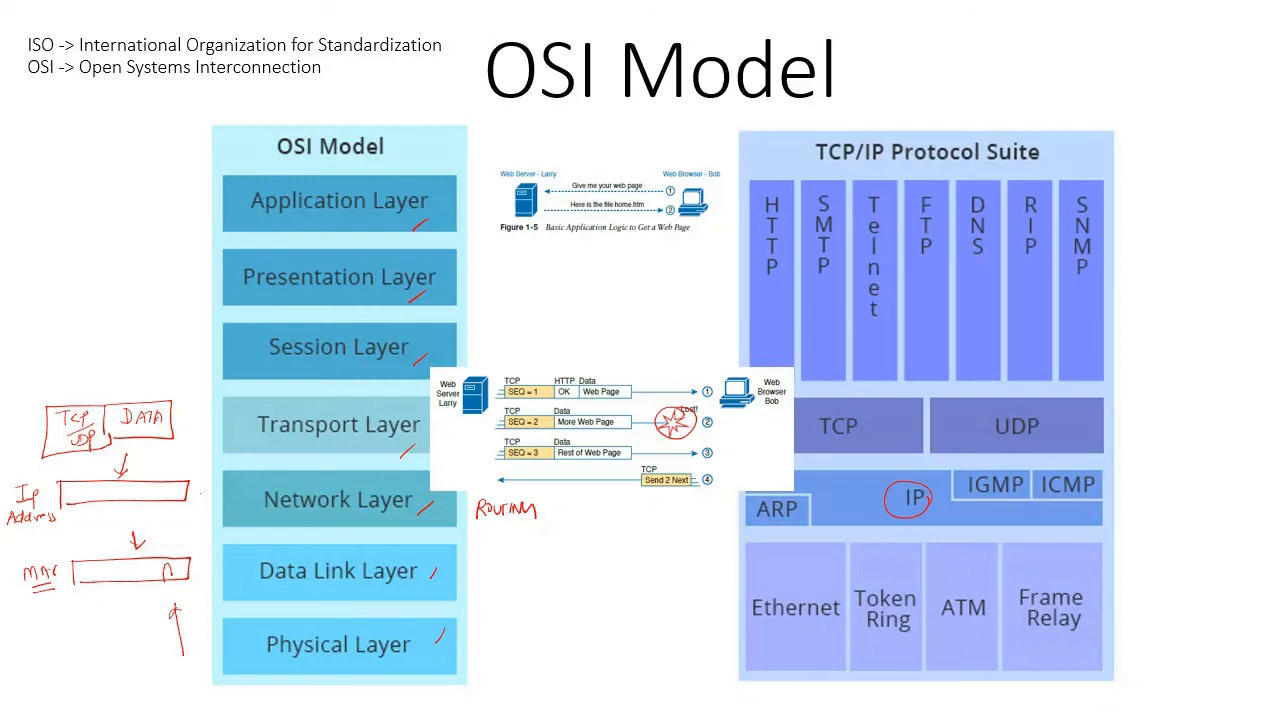 ISO -> International Organization for Standardization
OSI -> Open Systems Interconnection
OSI Model
OSI Model
Application Layer
Presentation Layer
Session Layer
Transport Layer
Network Layer
Data Link Layer
Physical Layer
Web Server - Larry
Web Browser - Bob
Give me your web page
1
Here is the file home.htm
2
Figure 1-5 Basic Application Logic to Get a Web Page
Web
Server
Larry
TCP HTTP Data
SEQ = 1 OK Web Page
1
Web
Browser
Bob
TCP Data
Lost!
SEQ = 2 More Web Page
2
TCP Data
SEQ = 3 Rest of Web Page
3
TCP
Send 2 Next
4
TCP/IP Protocol Suite
HTTP
SMTP
Telnet
FTP
DNS
RIP
SNMP
TCP
UDP
ARP
IP
IGMP
ICMP
Ethernet
Token
Ring
ATM
Frame
Relay
TCP
UDP
DATA
Ip
Address
MAC
Routing